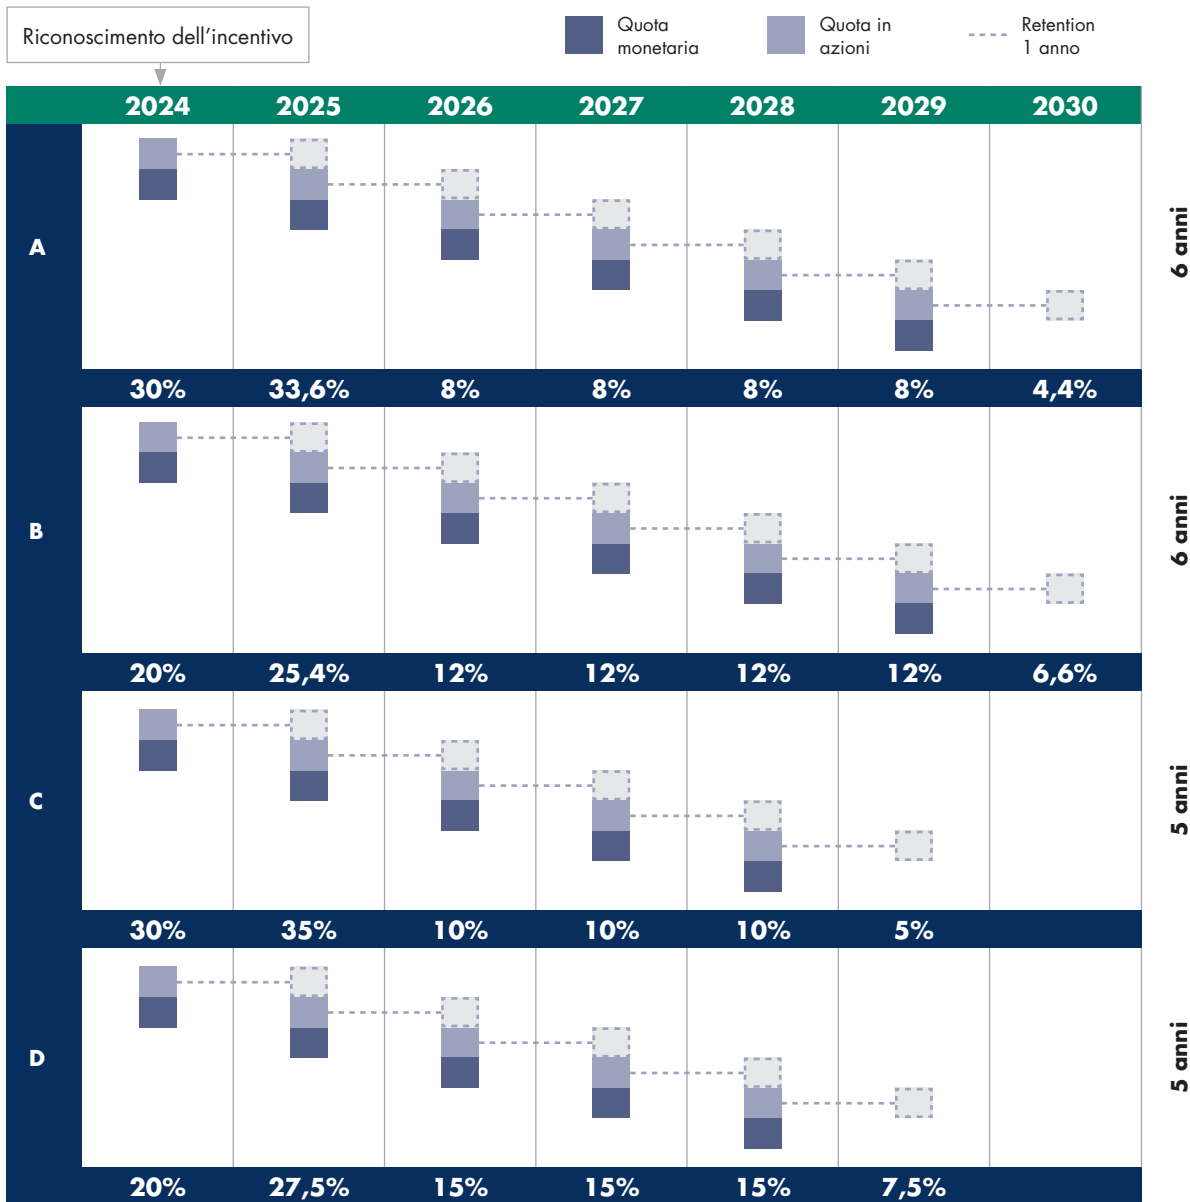 Riconoscimento dell'incentivo
Quota
monetaria
Quota in
azioni
Retention
1 anno
2024 2025 2026 2027 2028 2029 2030
A
6 anni
30% 33,6% 8% 8% 8% 8% 4,4%
B
6 anni
20% 25,4% 12% 12% 12% 12% 6,6%
C
5 anni
30% 35% 10% 10% 10% 5%
D
5 anni
20% 27,5% 15% 15% 15% 7,5%